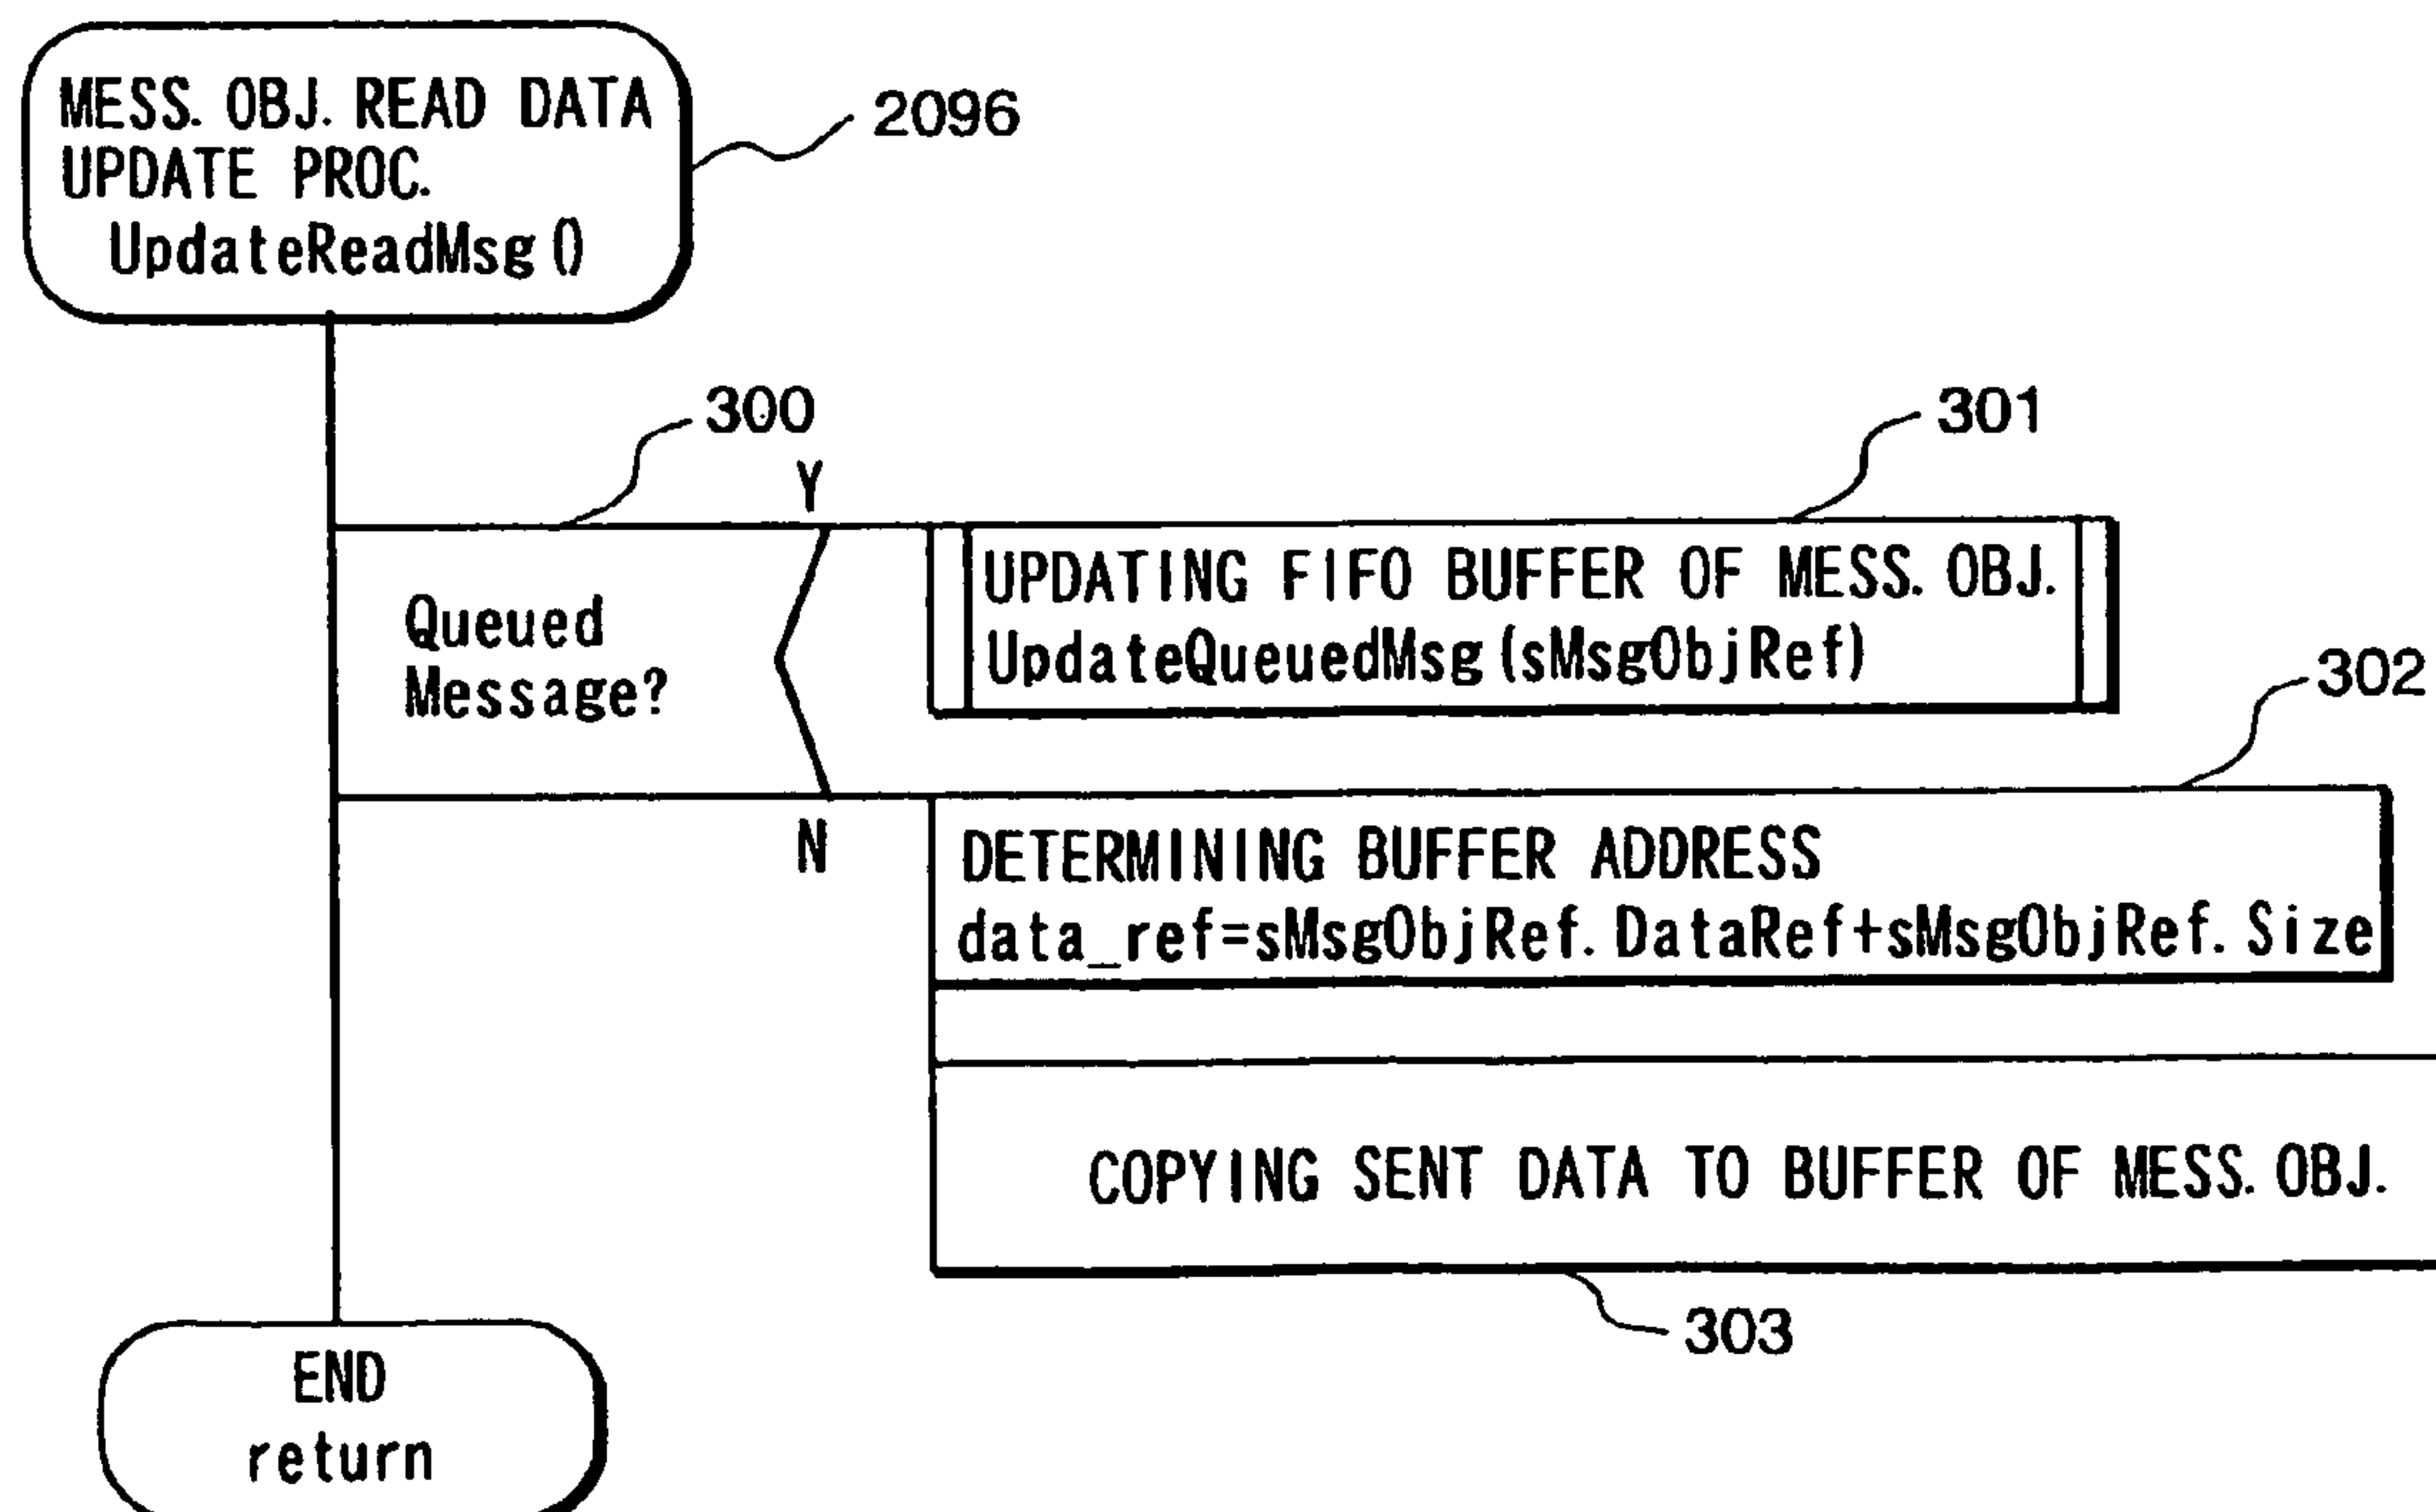 MESS. OBJ. READ DATA
UPDATE PROC.
UpdateReadMsg()
2096
300
301
Y
UPDATING FIFO BUFFER OF MESS. OBJ.
UpdateQueuedMsg(sMsgObjRef)
Queued
Message?
302
N
DETERMINING BUFFER ADDRESS
data_ref=sMsgObjRef.DataRef+sMsgObjRef.Size
COPYING SENT DATA TO BUFFER OF MESS. OBJ.
303
END
return